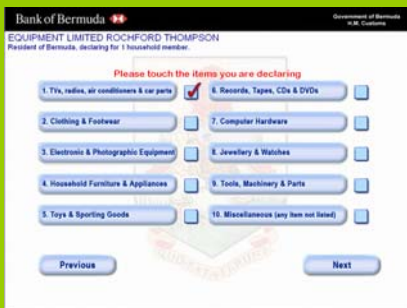 Bank of Bermuda
Government of Bermuda
H.M. Customs
EQUIPMENT LIMITED ROCHFORD THOMPSON
Resident of Bermuda, declaring for 1 household member.
Please touch the items you are declaring
1. TVs, radios, air conditioners & car parts
6. Records, Tapes, CDs & DVDs
2. Clothing & Footwear
7. Computer Hardware
3. Electronic & Photographic Equipment
8. Jewellery & Watches
4. Household Furniture & Appliances
9. Tools, Machinery & Parts
5. Toys & Sporting Goods
10. Miscellaneous (any item not listed)
Previous
Next